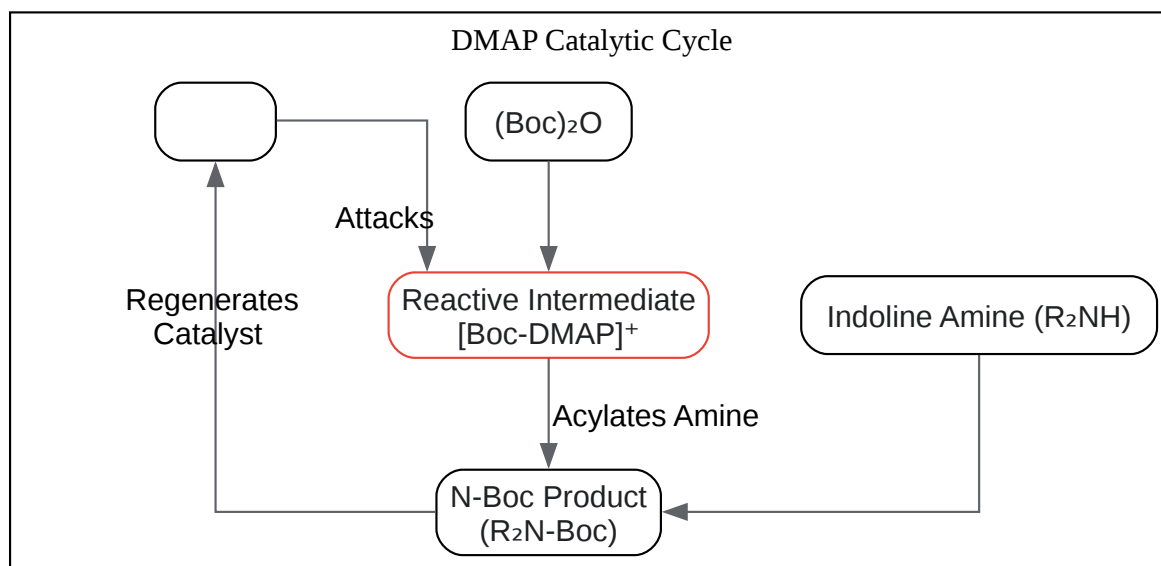 DMAP Catalytic Cycle
(Boc)₂O
Attacks
Reactive Intermediate
[Boc-DMAP]⁺
Regenerates
Catalyst
Indoline Amine (R₂NH)
Acylates Amine
N-Boc Product
(R₂N-Boc)